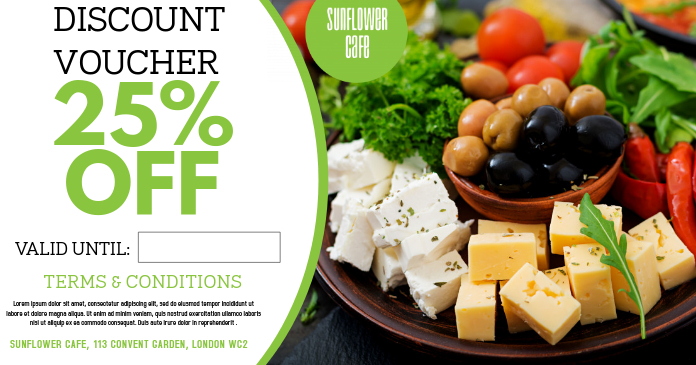 DISCOUNT
VOUCHER
25%
OFF
VALID UNTIL:
TERMS & CONDITIONS
Lorem ipsum dolor sit amet, consectetur adipiscing elit, sed do eiusmod tempor incididunt ut
labore et dolore magna aliqua. Ut enim ad minim veniam, quis nostrud exercitation ullamco laboris
nisi ut aliquip ex ea commodo consequat. Duis aute irure dolor in reprehenderit .
SUNFLOWER CAFE, 113 CONVENT GARDEN, LONDON WC2
SUNFLOWER
CAFE